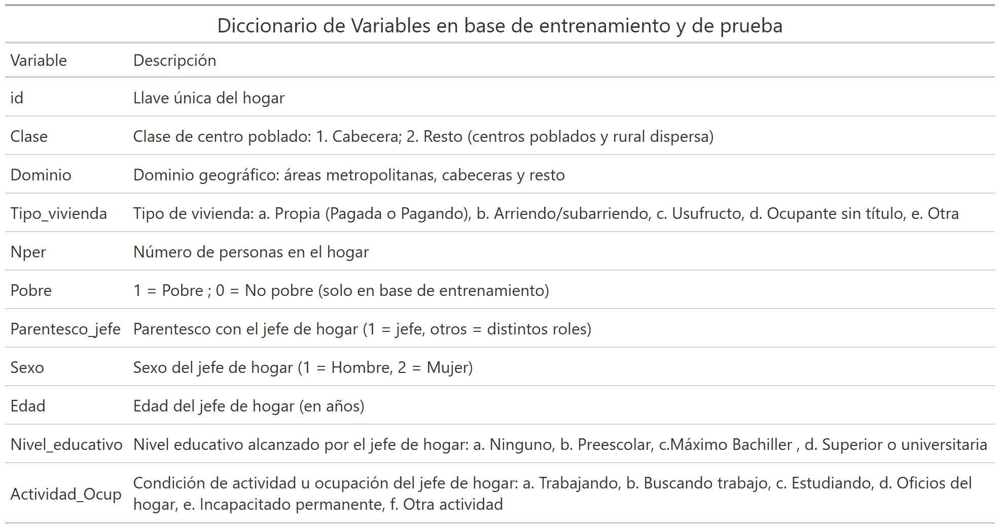 Diccionario de Variables en base de entrenamiento y de prueba
Variable Descripción
id Llave única del hogar
Clase Clase de centro poblado: 1. Cabecera; 2. Resto (centros poblados y rural dispersa)
Dominio Dominio geográfico: áreas metropolitanas, cabeceras y resto
Tipo_vivienda Tipo de vivienda: a. Propia (Pagada o Pagando), b. Arriendo/subarriendo, c. Usufructo, d. Ocupante sin título, e. Otra
Nper Número de personas en el hogar
Pobre 1 = Pobre ; 0 = No pobre (solo en base de entrenamiento)
Parentesco_jefe Parentesco con el jefe de hogar (1 = jefe, otros = distintos roles)
Sexo Sexo del jefe de hogar (1 = Hombre, 2 = Mujer)
Edad Edad del jefe de hogar (en años)
Nivel_educativo Nivel educativo alcanzado por el jefe de hogar: a. Ninguno, b. Preescolar, c.Máximo Bachiller , d. Superior o universitaria
Actividad_Ocup Condición de actividad u ocupación del jefe de hogar: a. Trabajando, b. Buscando trabajo, c. Estudiando, d. Oficios del
hogar, e. Incapacitado permanente, f. Otra actividad